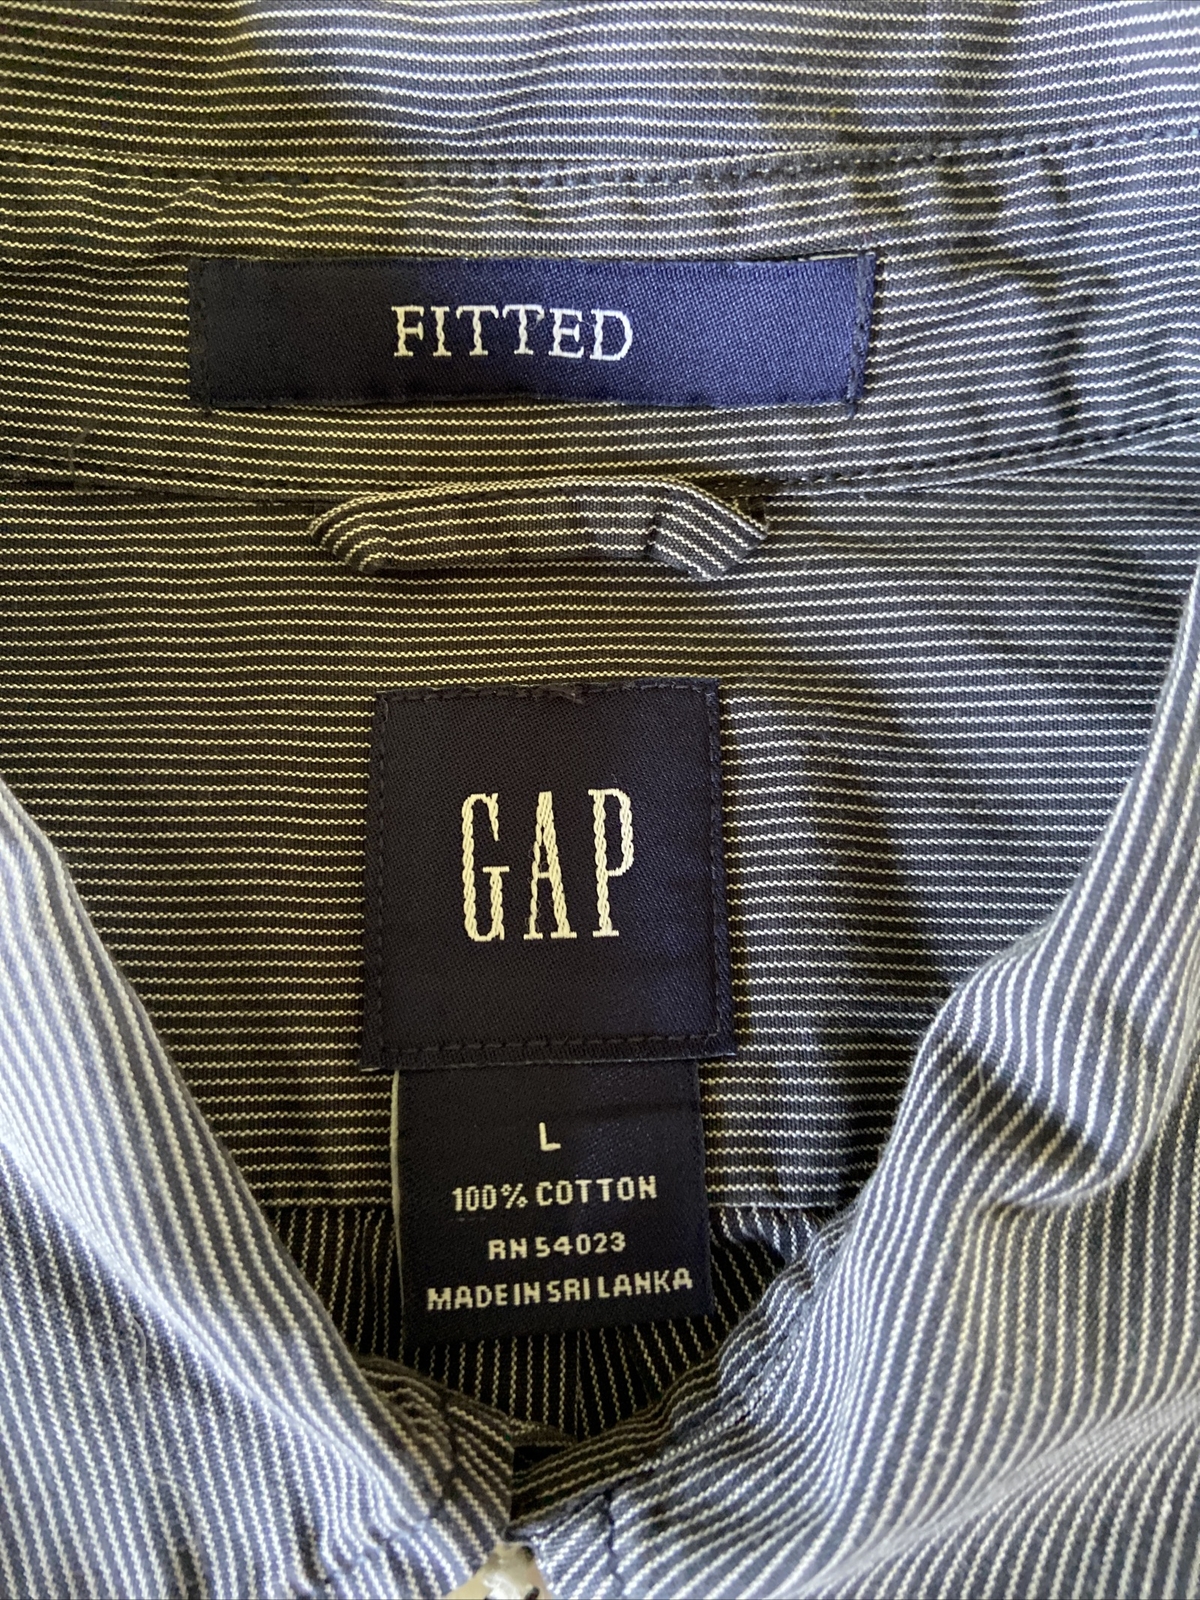 FITTED
GAP
L
100% COTTON
RN 54023
MADE IN SRI LANKA